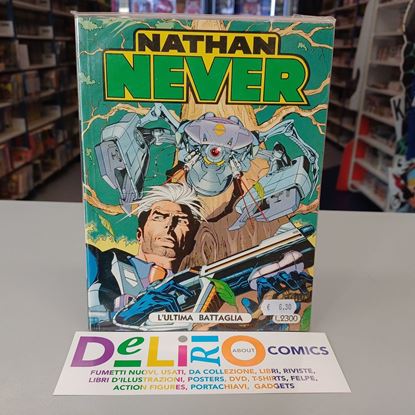 NATHAN
NEVER
L'ULTIMA BATTAGLIA
€ 6,30
L.2300
DeLiRiO ABOUT COMICS
FUMETTI NUOVI, USATI, DA COLLEZIONE, LIBRI, RIVISTE,
LIBRI D'ILLUSTRAZIONI, POSTERS, DVD, T-SHIRTS, FELPE,
ACTION FIGURES, PORTACHIAVI, GADGETS